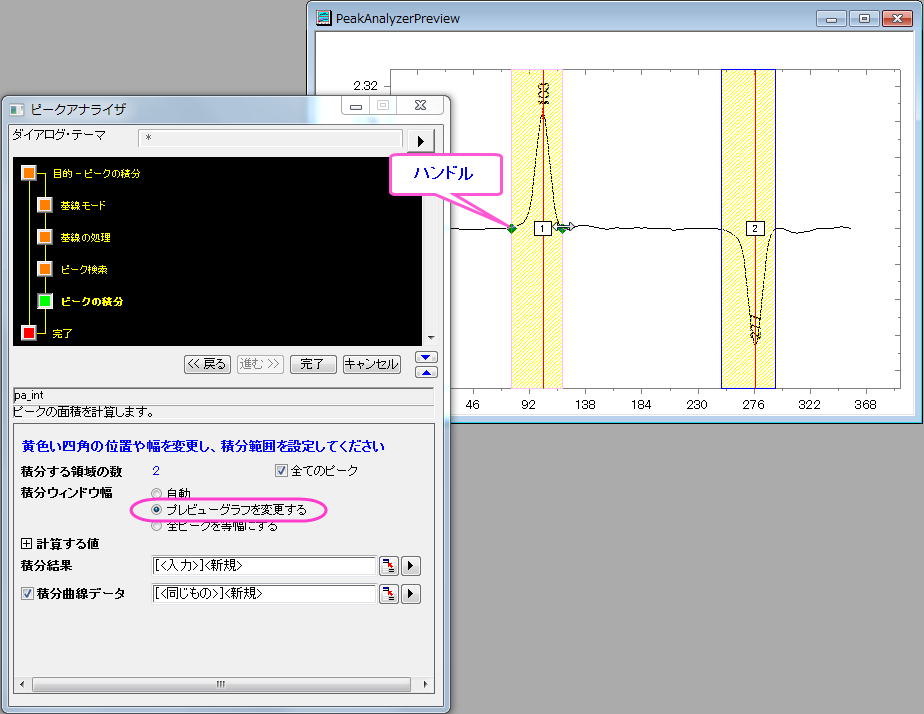 PeakAnalyzerPreview
2.32
1
2
46 92 138 184 230 276 322 368
ピークアナライザ
ダイアログ・テーマ *
ハンドル
目的 - ピークの積分
基線モード
基線の処理
ピーク検索
ピークの積分
完了
<< 戻る 進む >> 完了 キャンセル
pa_int
ピークの面積を計算します。
黄色い四角の位置や幅を変更し、積分範囲を設定してください
積分する領域の数 2 全てのピーク
積分ウィンドウ幅 自動
プレビューグラフを変更する
全ピークを等幅にする
計算する値
積分結果 [<入力>]<新規>
積分曲線データ [<同じもの>]<新規>